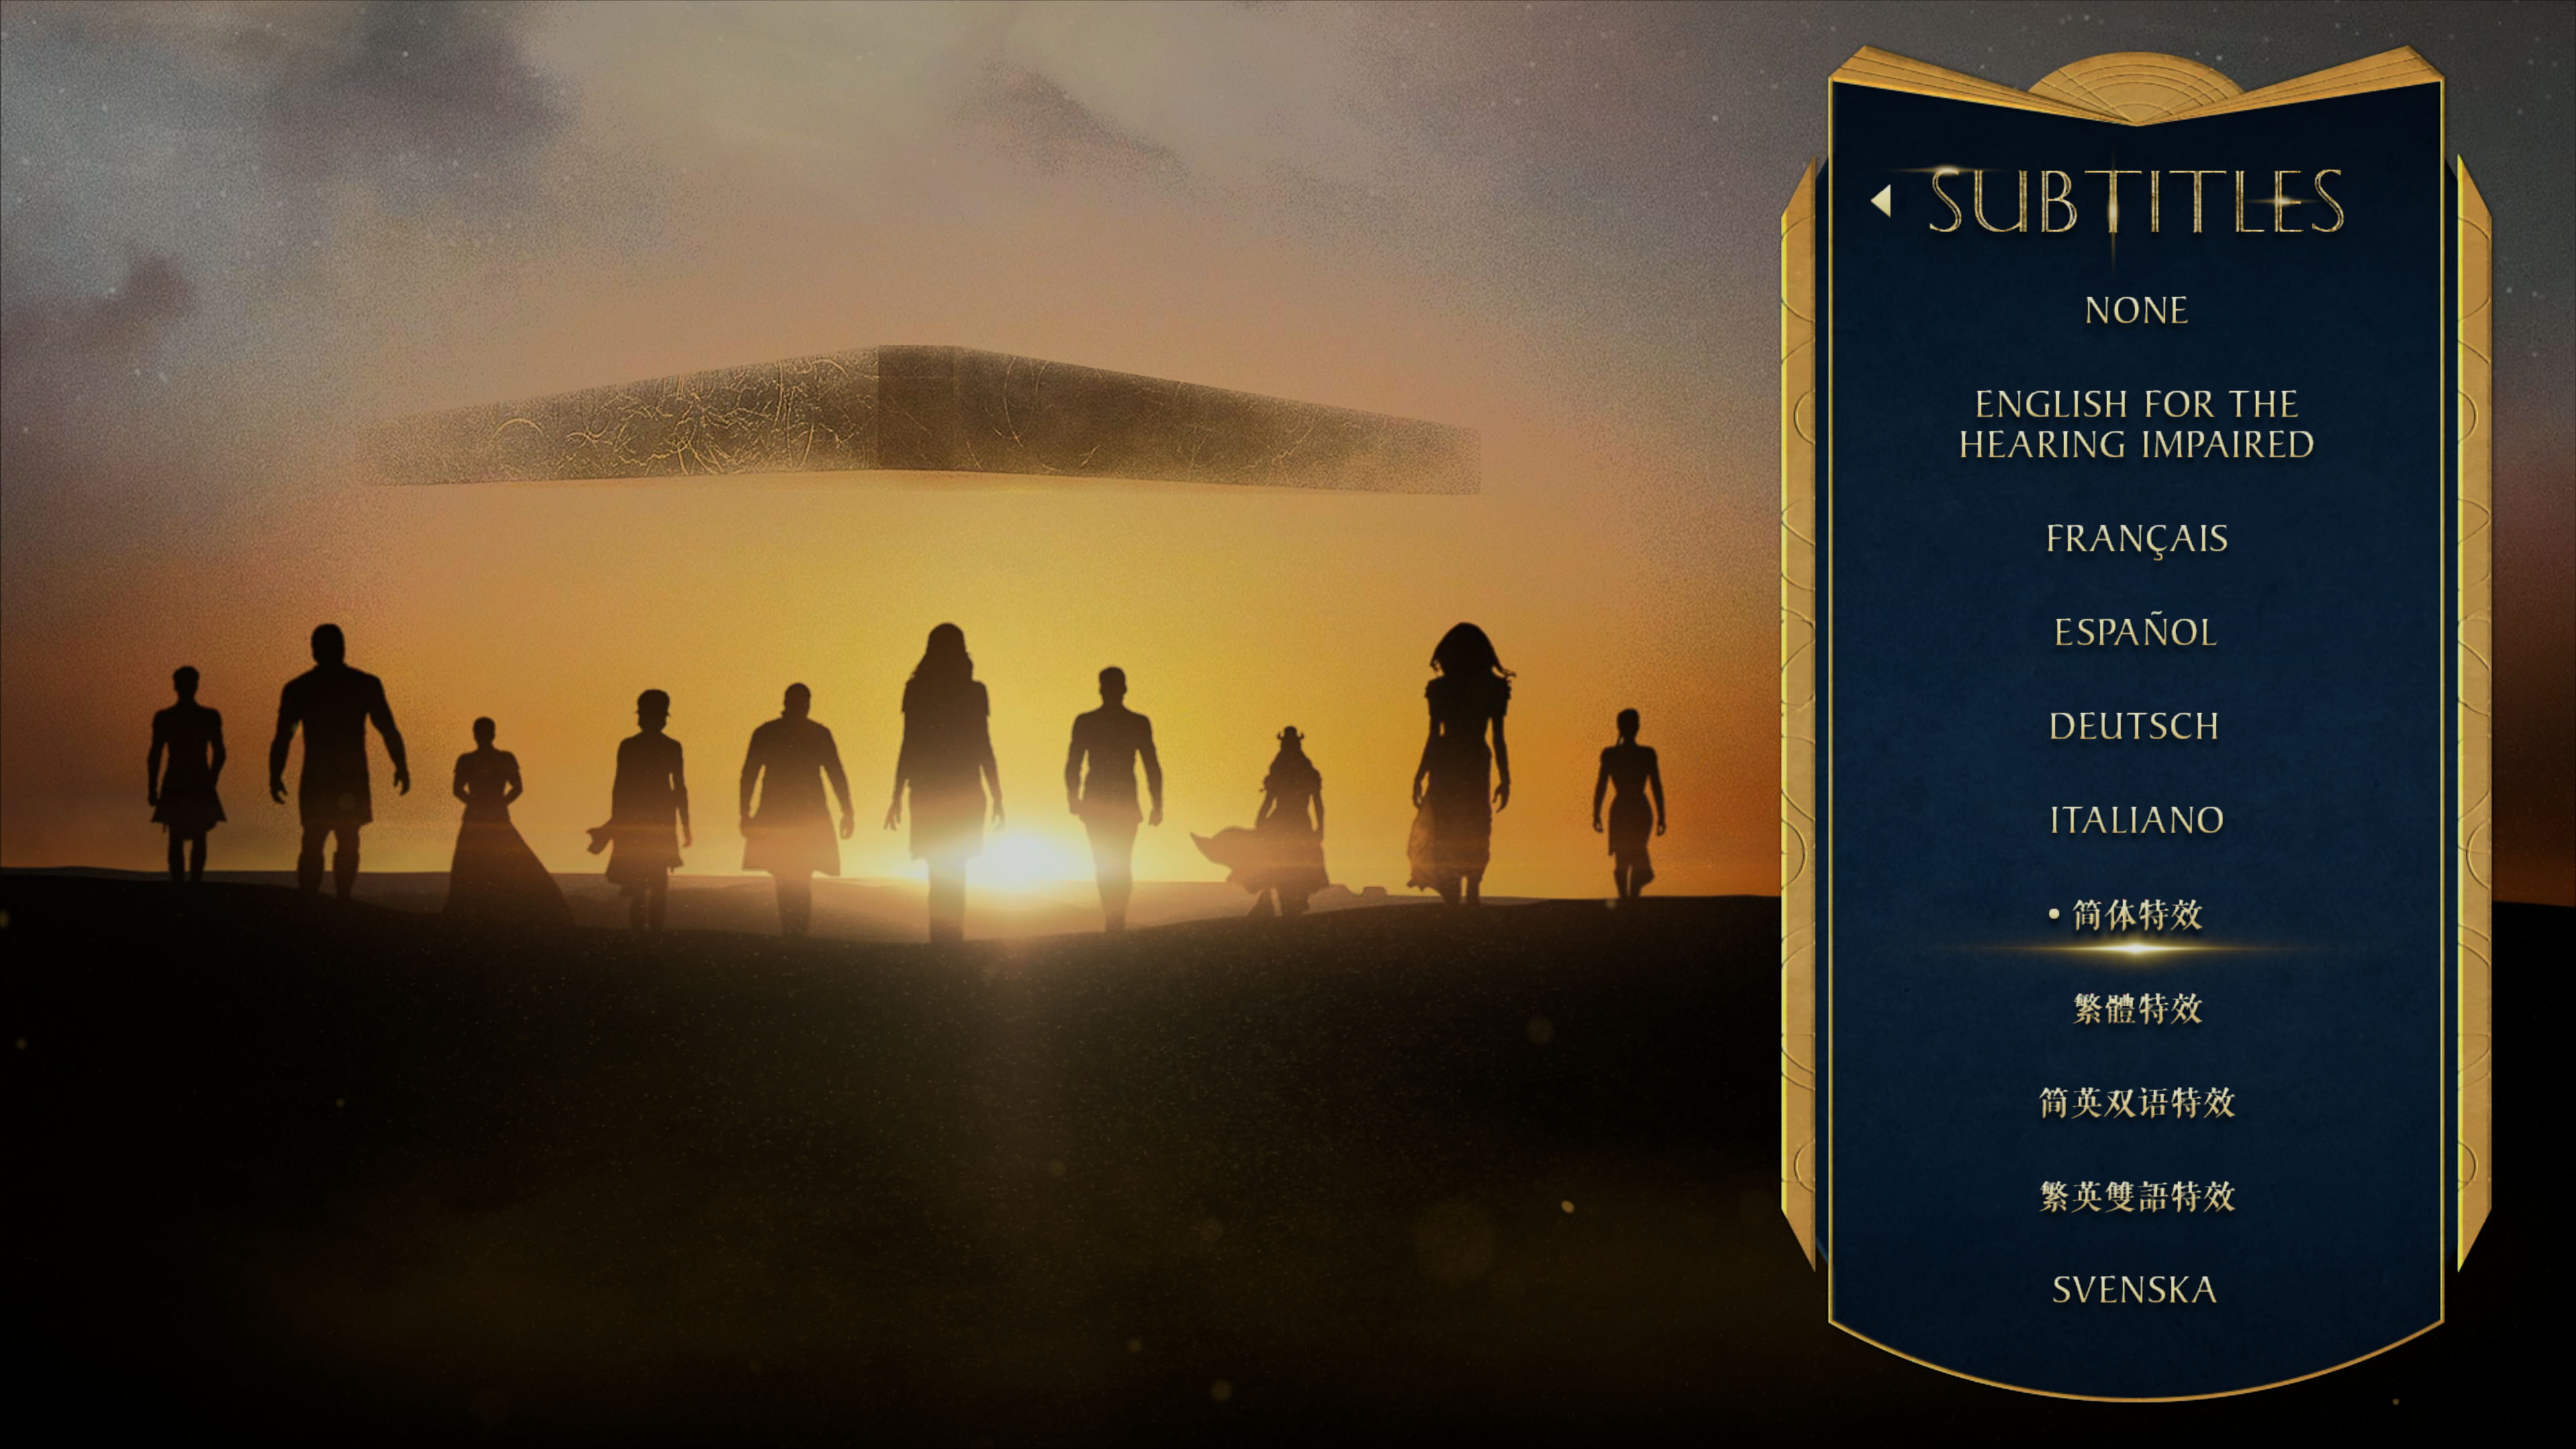 SUBTITLES
NONE
ENGLISH FOR THE
HEARING IMPAIRED
FRANÇAIS
ESPAÑOL
DEUTSCH
ITALIANO
• 简体特效
繁體特效
简英双语特效
繁英雙語特效
SVENSKA